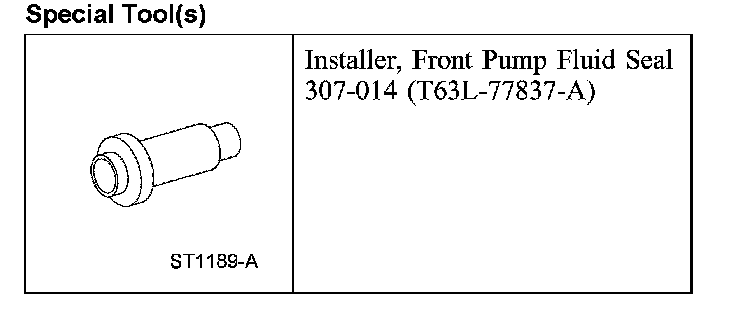 Special Tool(s)
Installer, Front Pump Fluid Seal
307-014 (T63L-77837-A)
ST1189-A